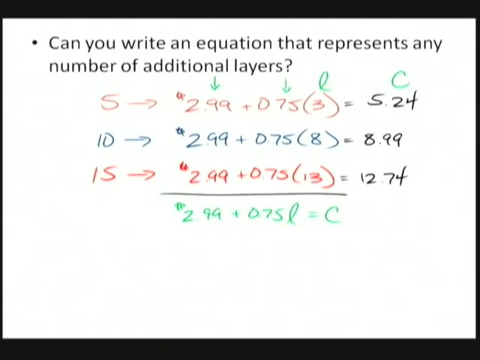 • Can you write an equation that represents any
number of additional layers?
l C
5 → $2.99 + 0.75(3) = 5.24
10 → $2.99 + 0.75(8) = 8.99
15 → $2.99 + 0.75(13) = 12.74
$2.99 + 0.75l = C